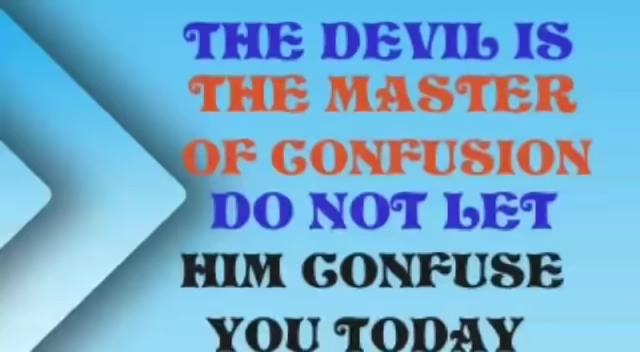 THE DEVIL IS
THE MASTER
OF CONFUSION
DO NOT LET
HIM CONFUSE
YOU TODAY